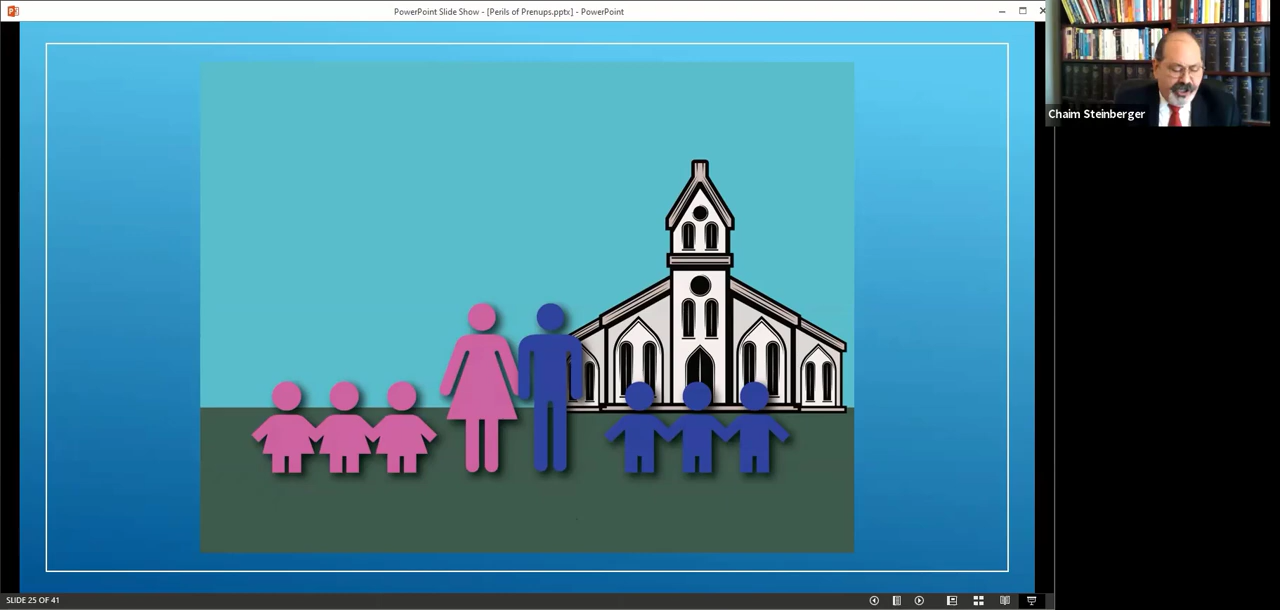 PowerPoint Slide Show - [Perils of Prenups.pptx] - PowerPoint
Chaim Steinberger
SLIDE 25 OF 41